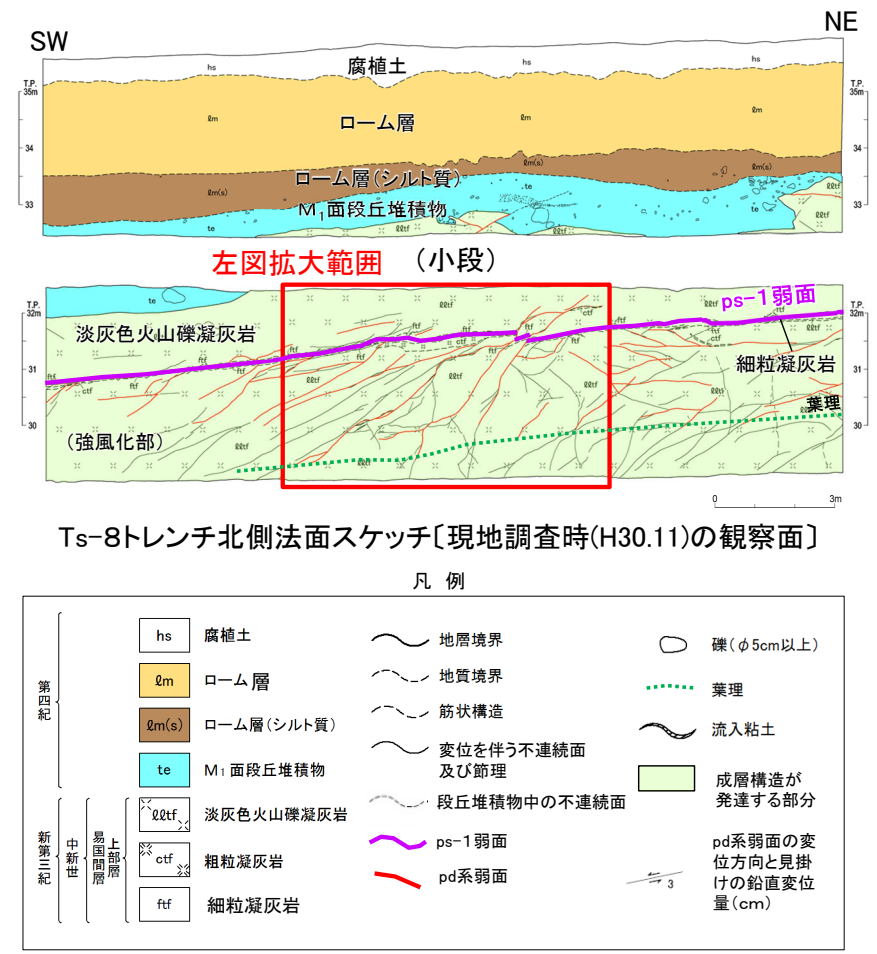 SW
NE
hs
腐植土
hs
hs
T.P.
35m
T.P.
35m
ℓm
ローム層
ℓm
ℓm
34
34
ℓm(s)
ℓm(s)
ローム層(シルト質)
te
ℓℓtf
33
ℓm(s)
M₁面段丘堆積物
te
33
te
ℓℓtf
ℓℓtf
ℓℓtf
左図拡大範囲
(小段)
te
ps-1弱面
T.P.
32m
T.P.
32m
淡灰色火山礫凝灰岩
ftf
ctf
細粒凝灰岩
31
31
葉理
30
30
(強風化部)
ℓℓtf
0
3m
Ts-8トレンチ北側法面スケッチ〔現地調査時(H30.11)の観察面〕
凡 例
第四紀
hs
腐植土
ℓm
ローム層
ℓm(s)
ローム層(シルト質)
te
M₁面段丘堆積物
新第三紀
中新世
易国間層
上部層
ℓℓtf
淡灰色火山礫凝灰岩
ctf
粗粒凝灰岩
ftf
細粒凝灰岩
地層境界
地質境界
筋状構造
変位を伴う不連続面
及び節理
段丘堆積物中の不連続面
ps-1弱面
pd系弱面
礫(φ5cm以上)
葉理
流入粘土
成層構造が
発達する部分
3
pd系弱面の変
位方向と見掛
けの鉛直変位
量(cm)